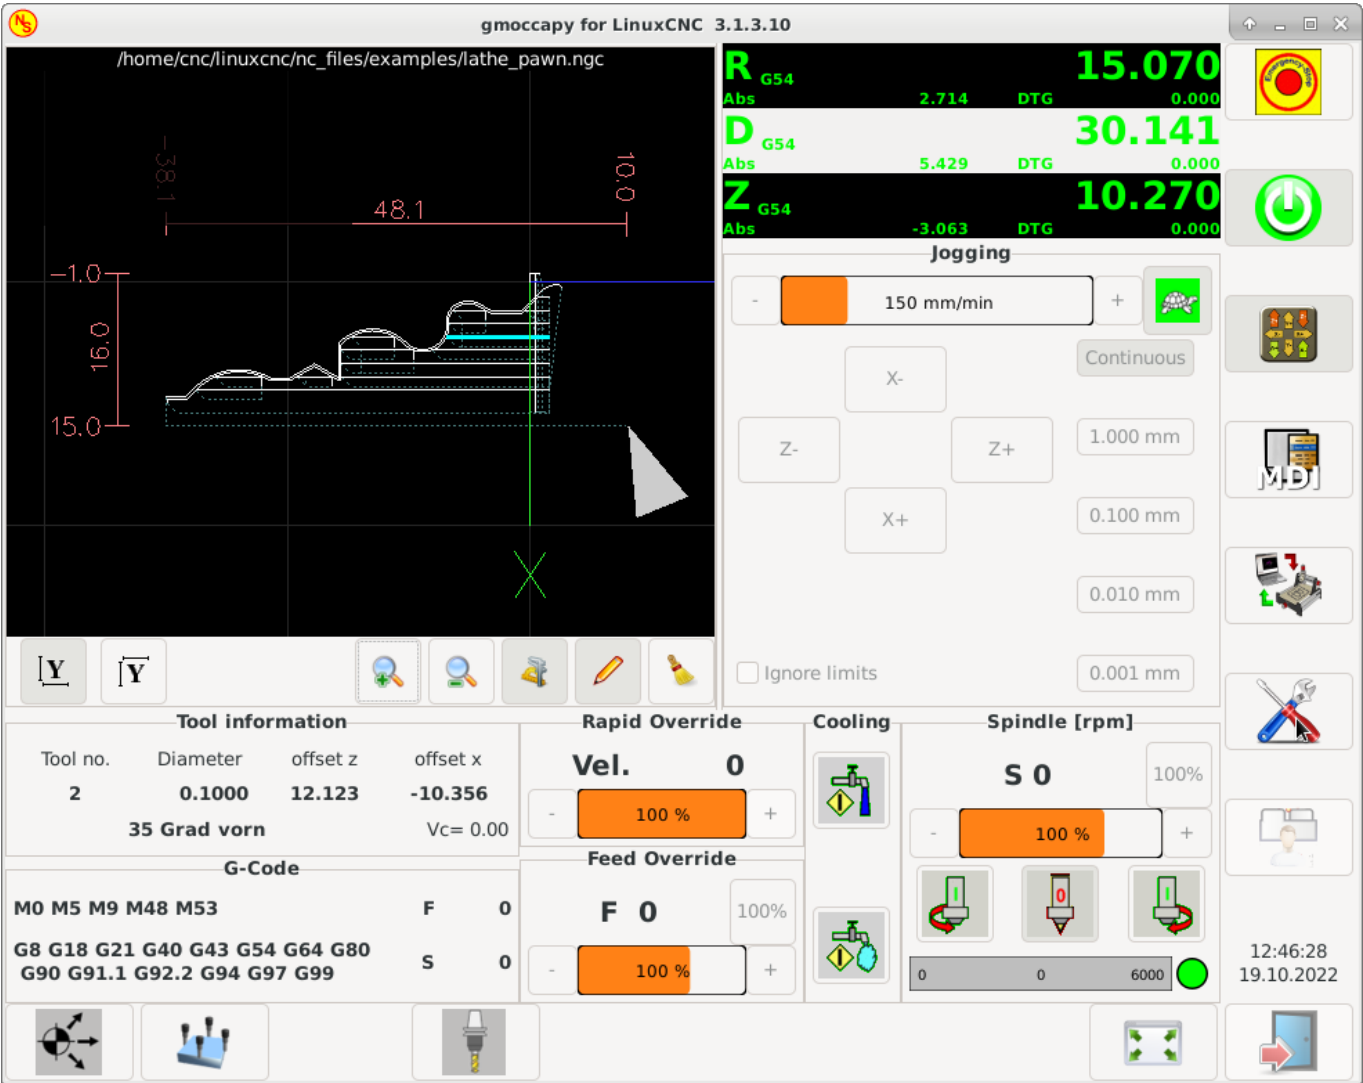 gmoccapy for LinuxCNC 3.1.3.10
/home/cnc/linuxcnc/nc_files/examples/lathe_pawn.ngc
-38.1
10.0
48.1
-1.0
16.0
15.0
X
R G54 15.070
Abs 2.714 DTG 0.000
D G54 30.141
Abs 5.429 DTG 0.000
Z G54 10.270
Abs -3.063 DTG 0.000
Emergency-Stop
Jogging
- 150 mm/min +
Continuous
X-
1.000 mm
Z- Z+
0.100 mm
X+
0.010 mm
Ignore limits 0.001 mm
MDI
Y Y
Tool information
Tool no. Diameter offset z offset x
2 0.1000 12.123 -10.356
35 Grad vorn Vc= 0.00
G-Code
M0 M5 M9 M48 M53 F 0
G8 G18 G21 G40 G43 G54 G64 G80
G90 G91.1 G92.2 G94 G97 G99
S 0
Rapid Override
Vel. 0
- 100 % +
Feed Override
F 0 100%
- 100 % +
Cooling
Spindle [rpm]
S 0 100%
- 100 % +
I 0 I
0 0 6000
12:46:28
19.10.2022